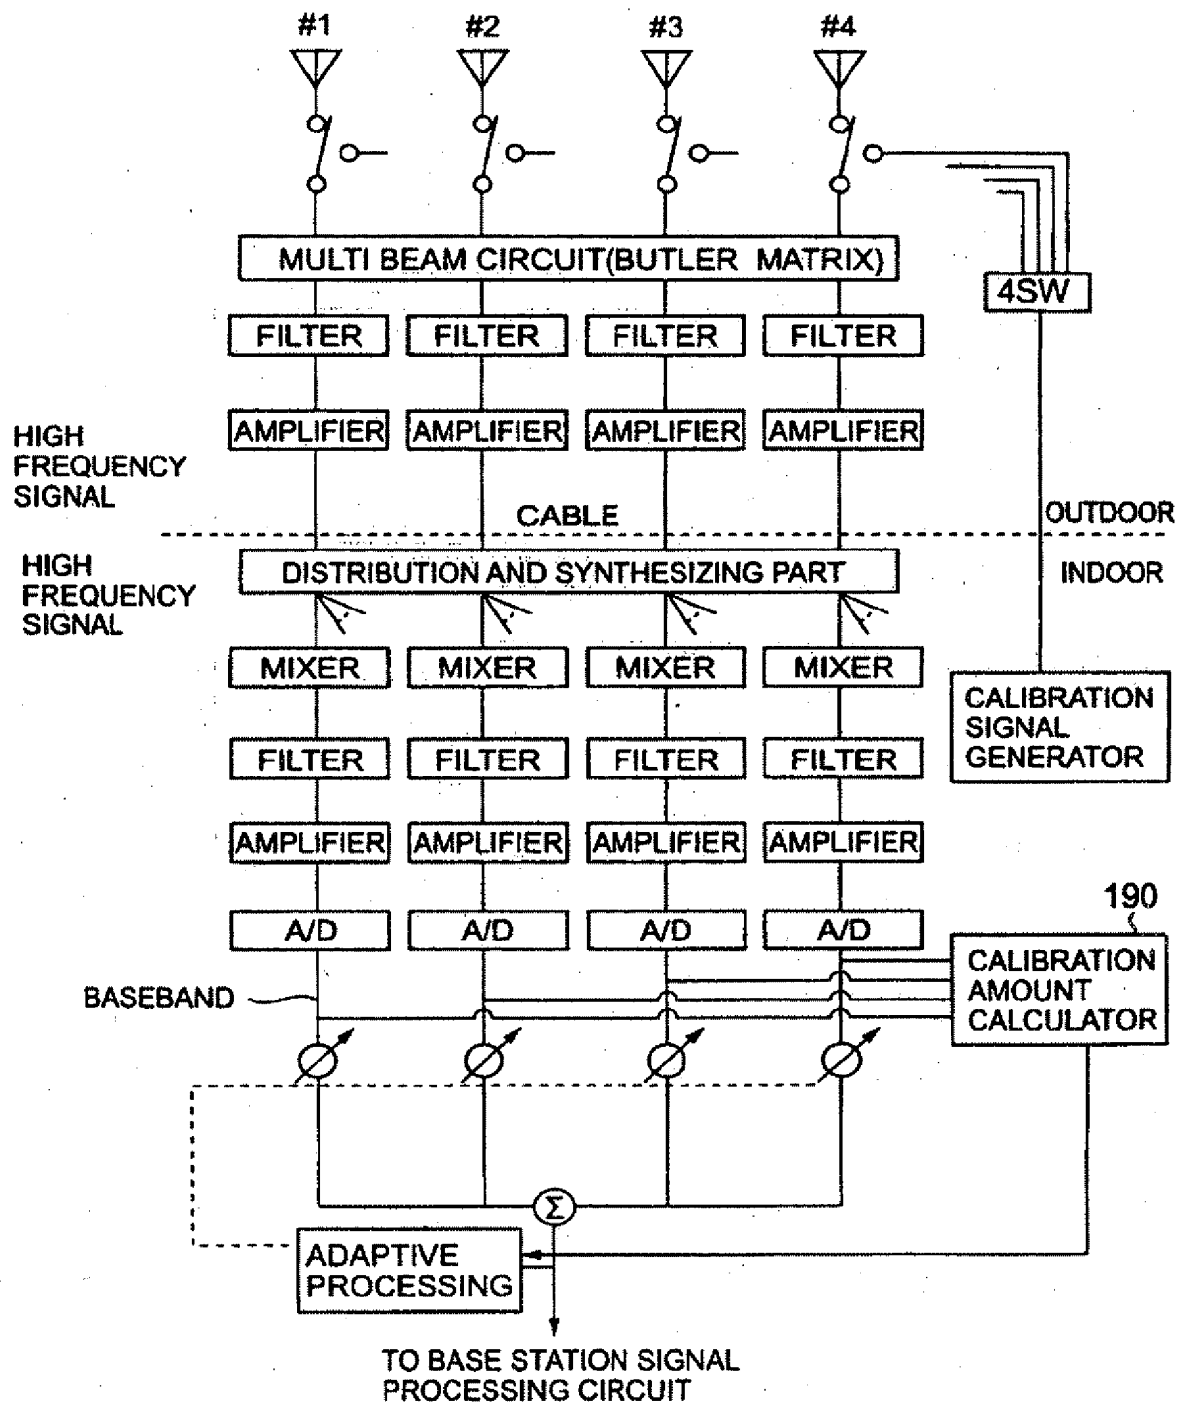 #1 #2 #3 #4
MULTI BEAM CIRCUIT(BUTLER MATRIX)
4SW
FILTER FILTER FILTER FILTER
AMPLIFIER AMPLIFIER AMPLIFIER AMPLIFIER
HIGH
FREQUENCY
SIGNAL
CABLE
OUTDOOR
HIGH
FREQUENCY
SIGNAL
DISTRIBUTION AND SYNTHESIZING PART
INDOOR
MIXER MIXER MIXER MIXER
CALIBRATION
SIGNAL
GENERATOR
FILTER FILTER FILTER FILTER
AMPLIFIER AMPLIFIER AMPLIFIER AMPLIFIER
190
A/D A/D A/D A/D
CALIBRATION
AMOUNT
CALCULATOR
BASEBAND
Σ
ADAPTIVE
PROCESSING
TO BASE STATION SIGNAL
PROCESSING CIRCUIT